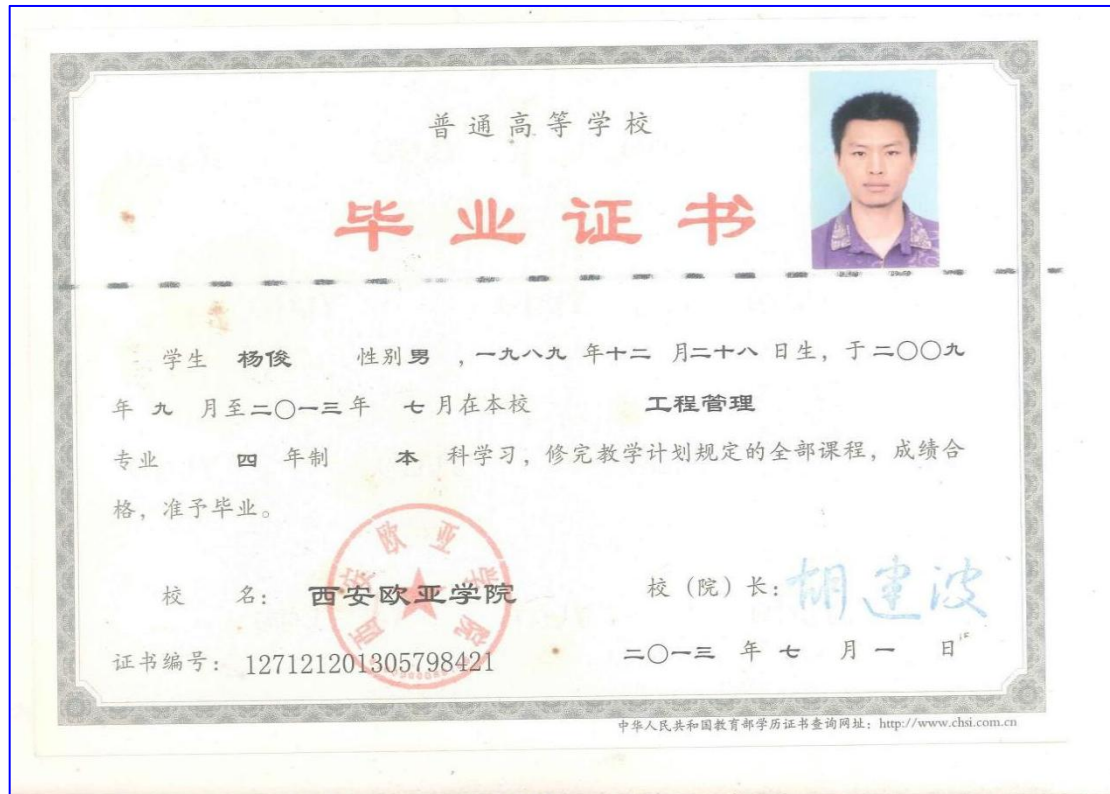 普通高等学校
毕业证书
学生 杨俊 性别 男 ，一九八九 年十二 月二十八 日生，于二〇〇九
年 九 月至二〇一三年 七月在本校 工程管理
专业 四 年制 本 科学习，修完教学计划规定的全部课程，成绩合
格，准予毕业。
西安欧亚学院
校 名： 西安欧亚学院 校（院）长： 胡建波
证书编号： 127121201305798421 二〇一三 年 七 月 一 日
中华人民共和国教育部学历证书查询网址：http://www.chsi.com.cn